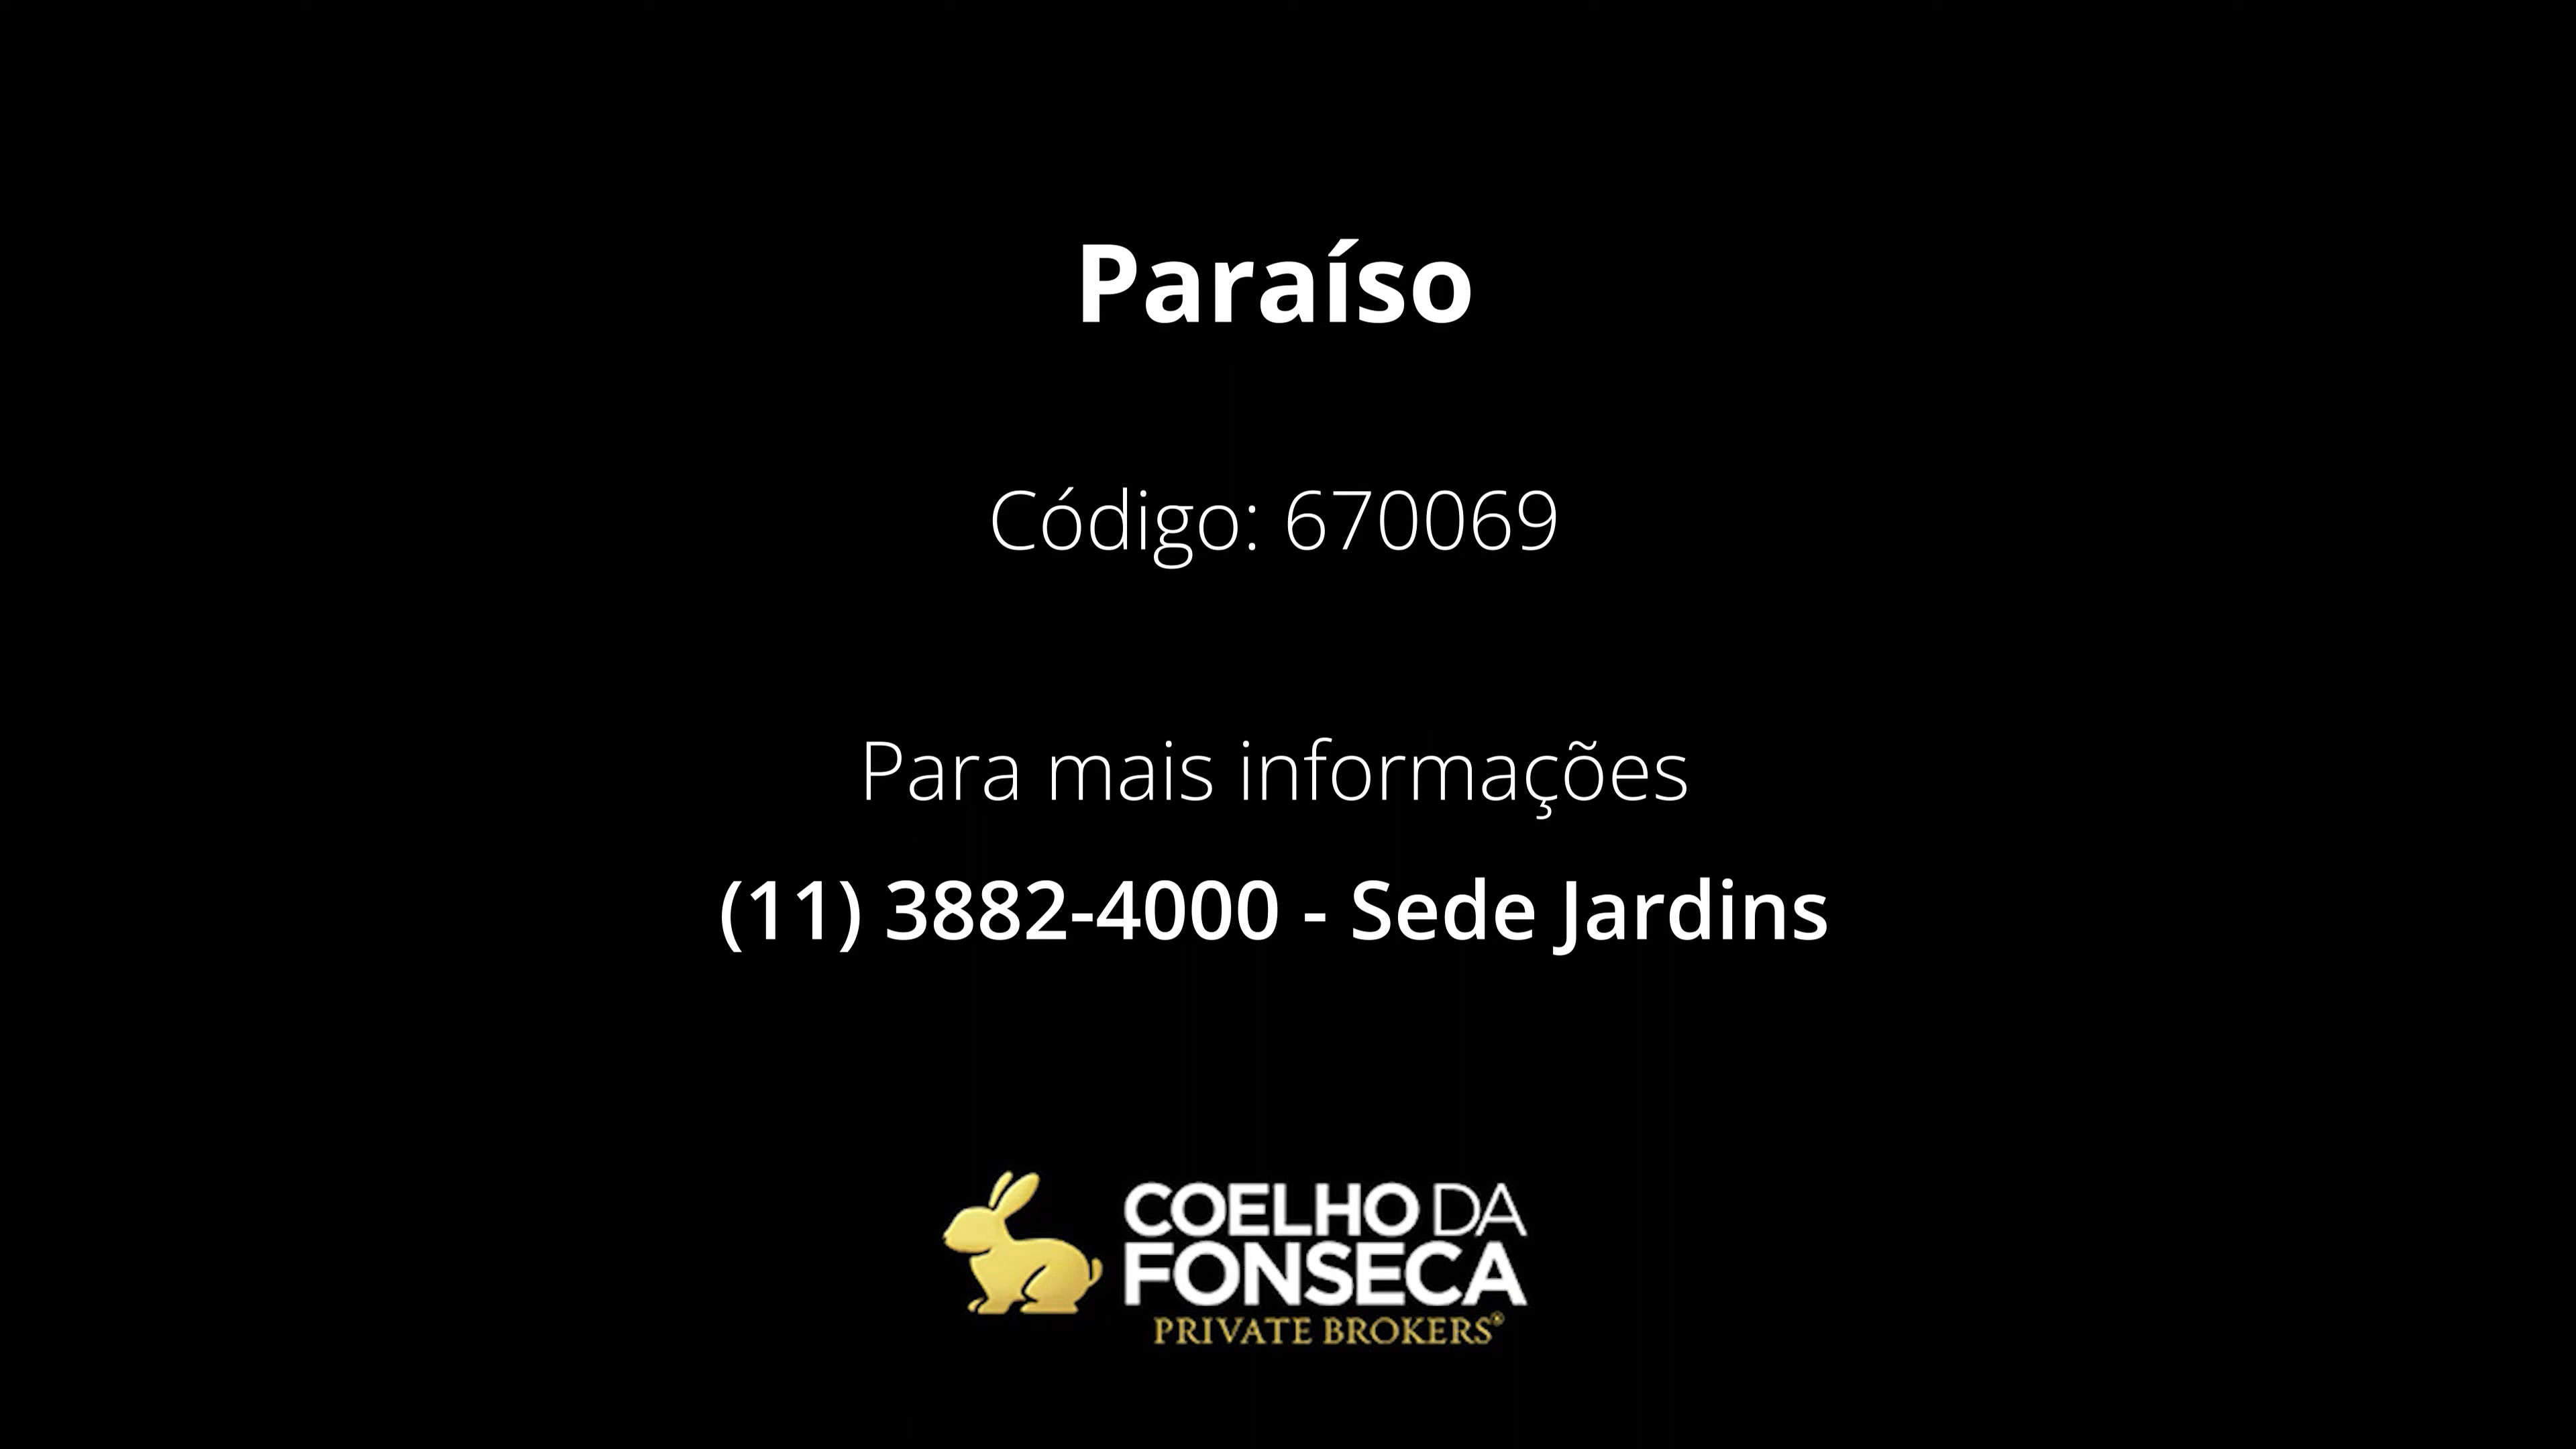 Paraíso
Código: 670069
Para mais informações
(11) 3882-4000 - Sede Jardins
COELHO DA
FONSECA
PRIVATE BROKERS®